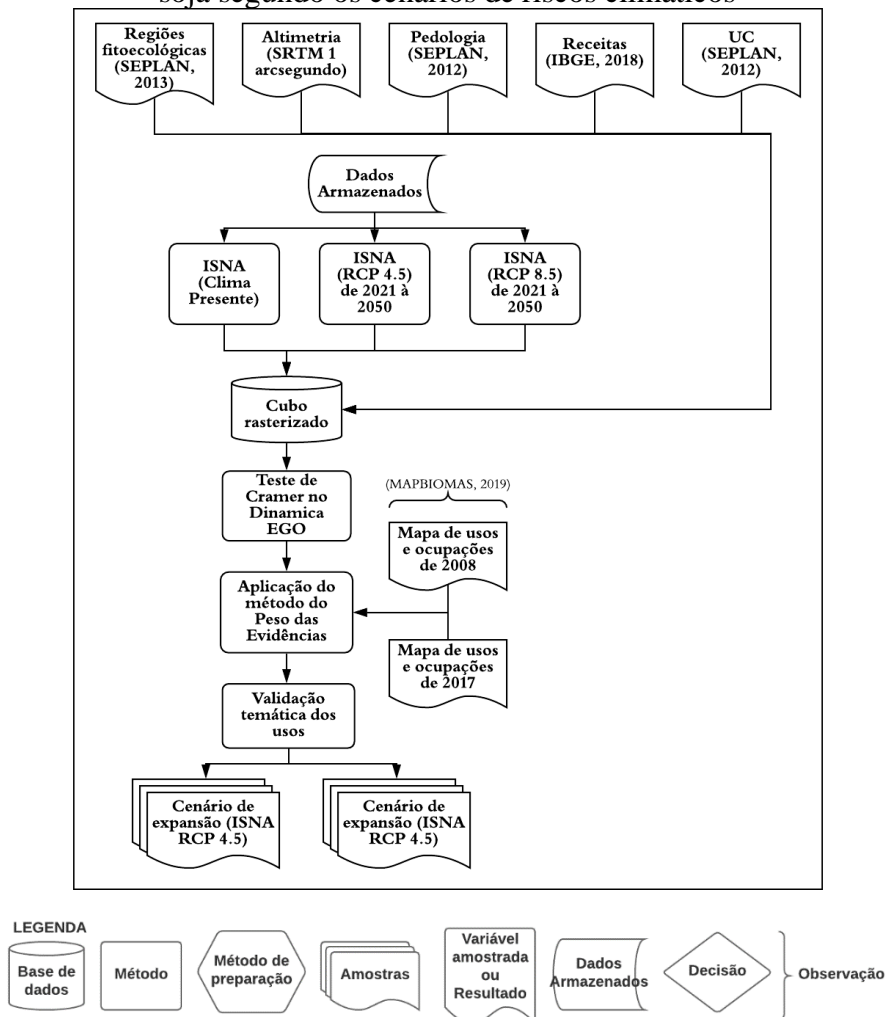 soja segundo os cenários de riscos climáticos
Regiões
fitoecológicas
(SEPLAN,
2013)
Altimetria
(SRTM 1
arcsegundo)
Pedologia
(SEPLAN,
2012)
Receitas
(IBGE, 2018)
UC
(SEPLAN,
2012)
Dados
Armazenados
ISNA
(Clima
Presente)
ISNA
(RCP 4.5)
de 2021 à
2050
ISNA
(RCP 8.5)
de 2021 à
2050
Cubo
rasterizado
Teste de
Cramer no
Dinamica
EGO
(MAPBIOMAS, 2019)
Mapa de usos
e ocupações
de 2008
Aplicação do
método do
Peso das
Evidências
Mapa de usos
e ocupações
de 2017
Validação
temática dos
usos
Cenário de
expansão (ISNA
RCP 4.5)
Cenário de
expansão (ISNA
RCP 4.5)
LEGENDA
Base de
dados
Método
Método de
preparação
Amostras
Variável
amostrada
ou
Resultado
Dados
Armazenados
Decisão
Observação